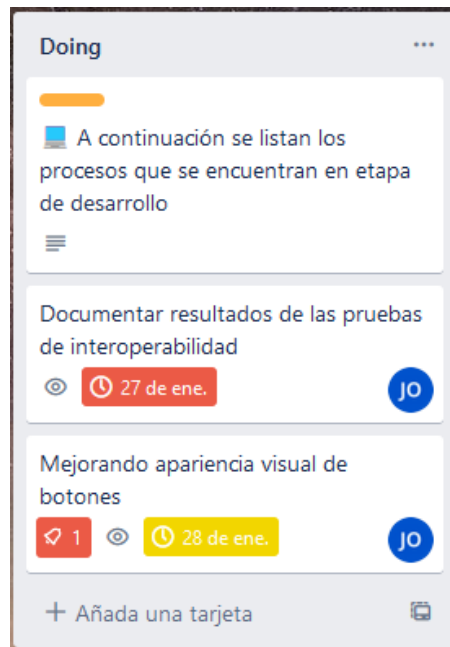 Doing
A continuación se listan los
procesos que se encuentran en etapa
de desarrollo
Documentar resultados de las pruebas
de interoperabilidad
27 de ene.
JO
Mejorando apariencia visual de
botones
1
28 de ene.
JO
+ Añada una tarjeta